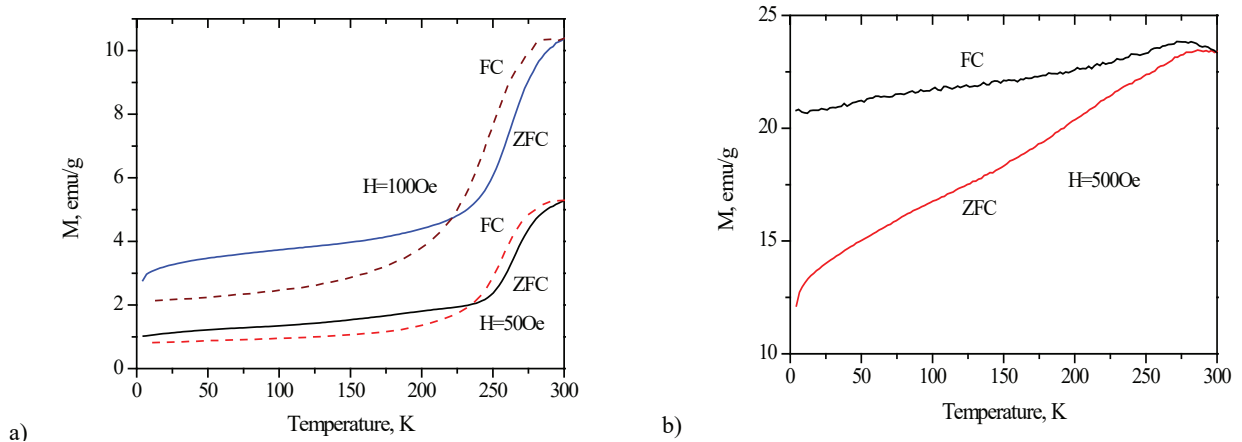 10
8
6
4
2
0
M, emu/g
FC
ZFC
H=100Oe
FC
ZFC
H=50Oe
0 50 100 150 200 250 300
Temperature, K
a)
25
20
15
10
M, emu/g
FC
H=500Oe
ZFC
0 50 100 150 200 250 300
Temperature, K
b)